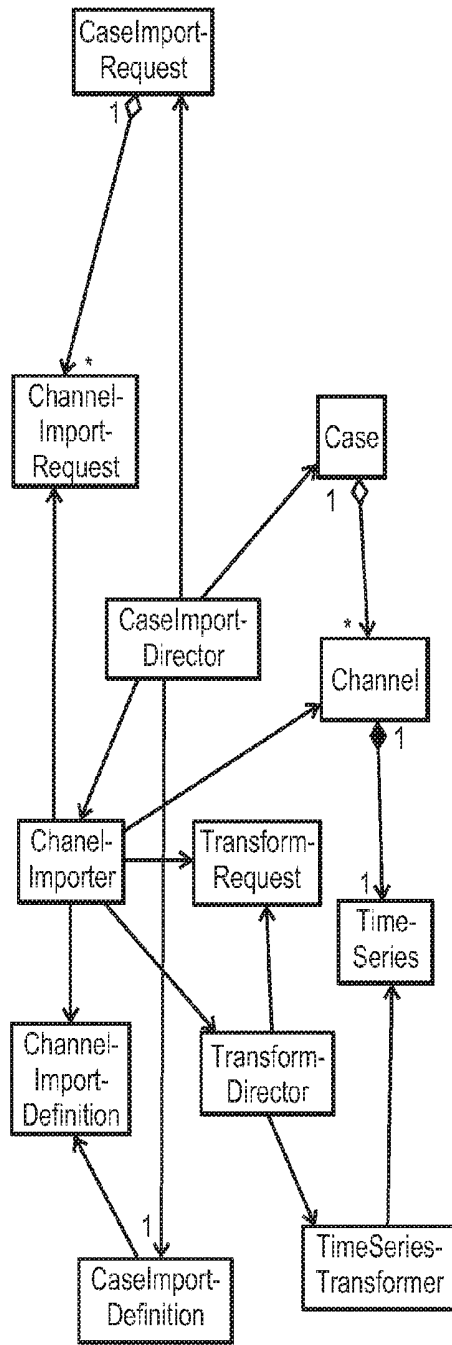 CaseImport-
Request
1
*
Channel-
Import-
Request
Case
1
CaseImport-
Director
*
Channel
1
Chanel-
Importer
Transform-
Request
1
Time-
Series
Channel-
Import-
Definition
Transform-
Director
1
CaseImport-
Definition
TimeSeries-
Transformer